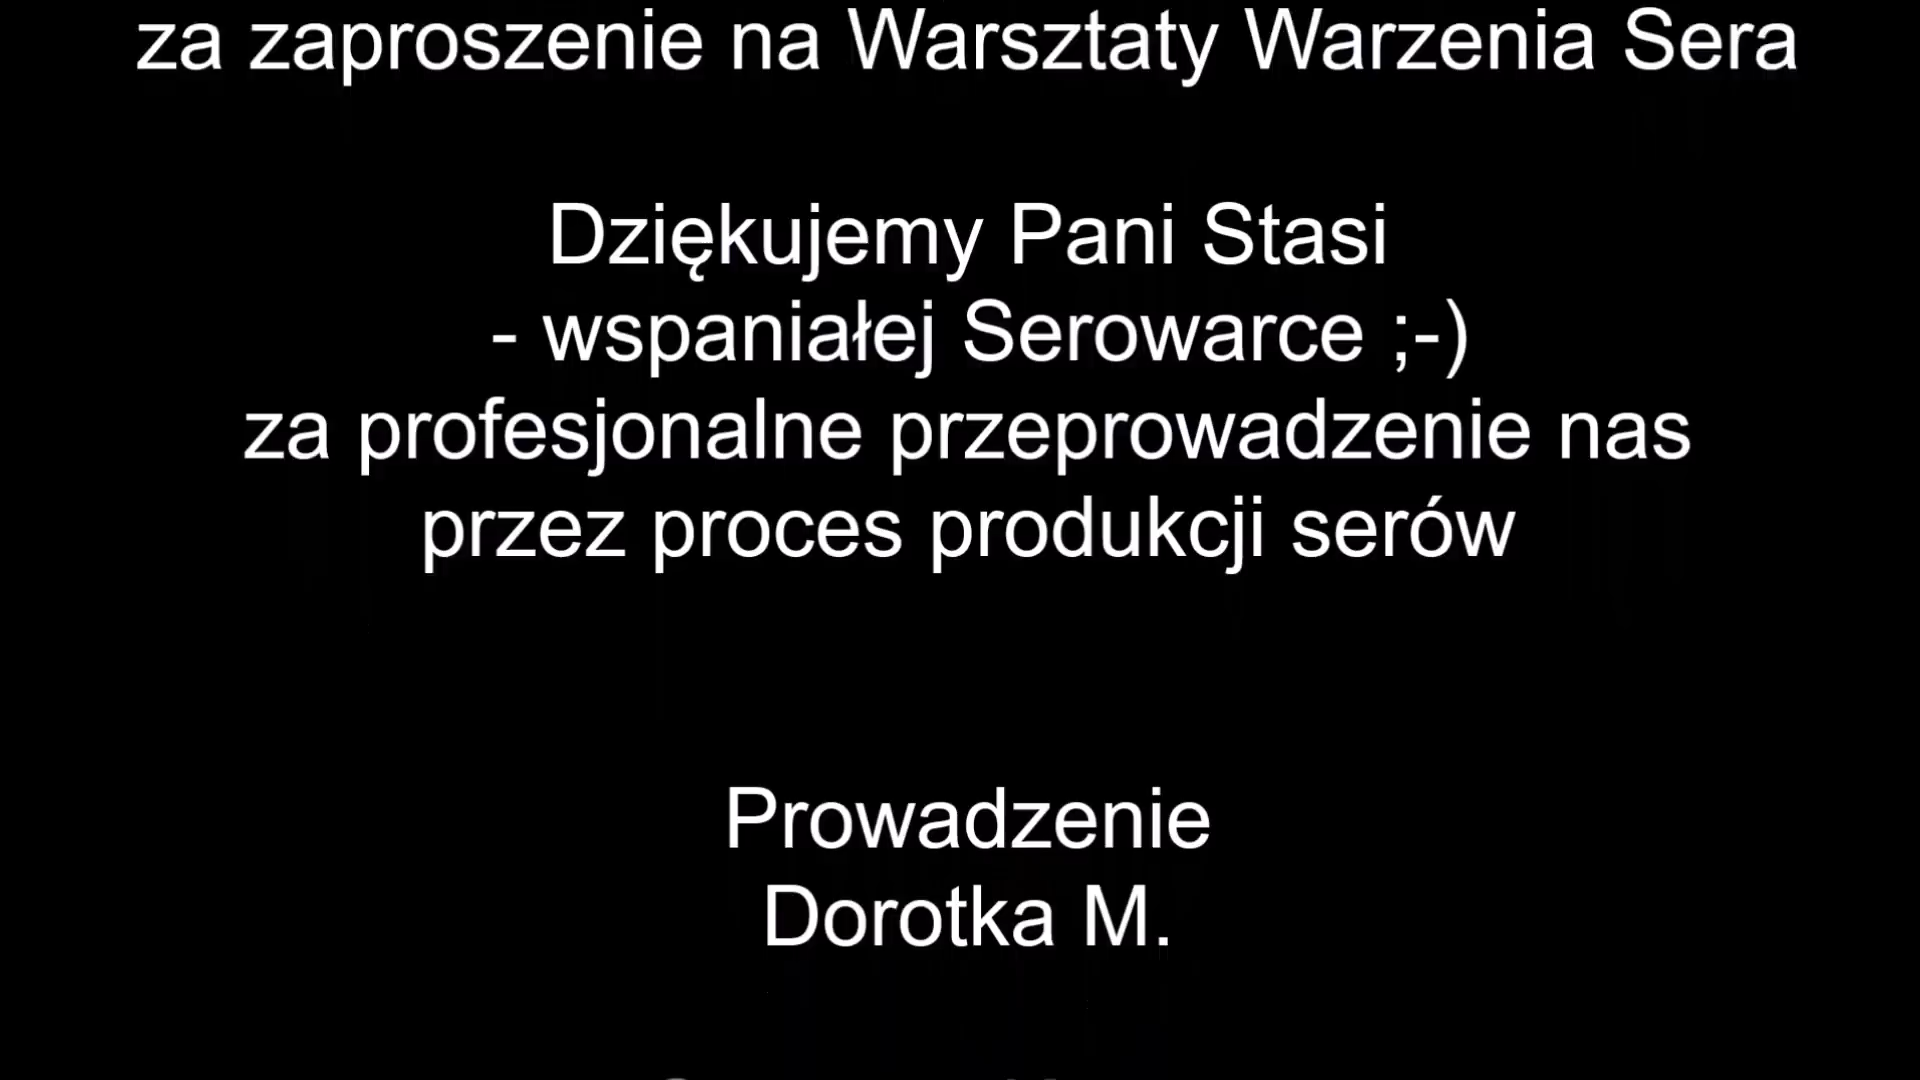 za zaproszenie na Warsztaty Warzenia Sera
Dziękujemy Pani Stasi
- wspaniałej Serowarce ;-)
za profesjonalne przeprowadzenie nas
przez proces produkcji serów
Prowadzenie
Dorotka M.